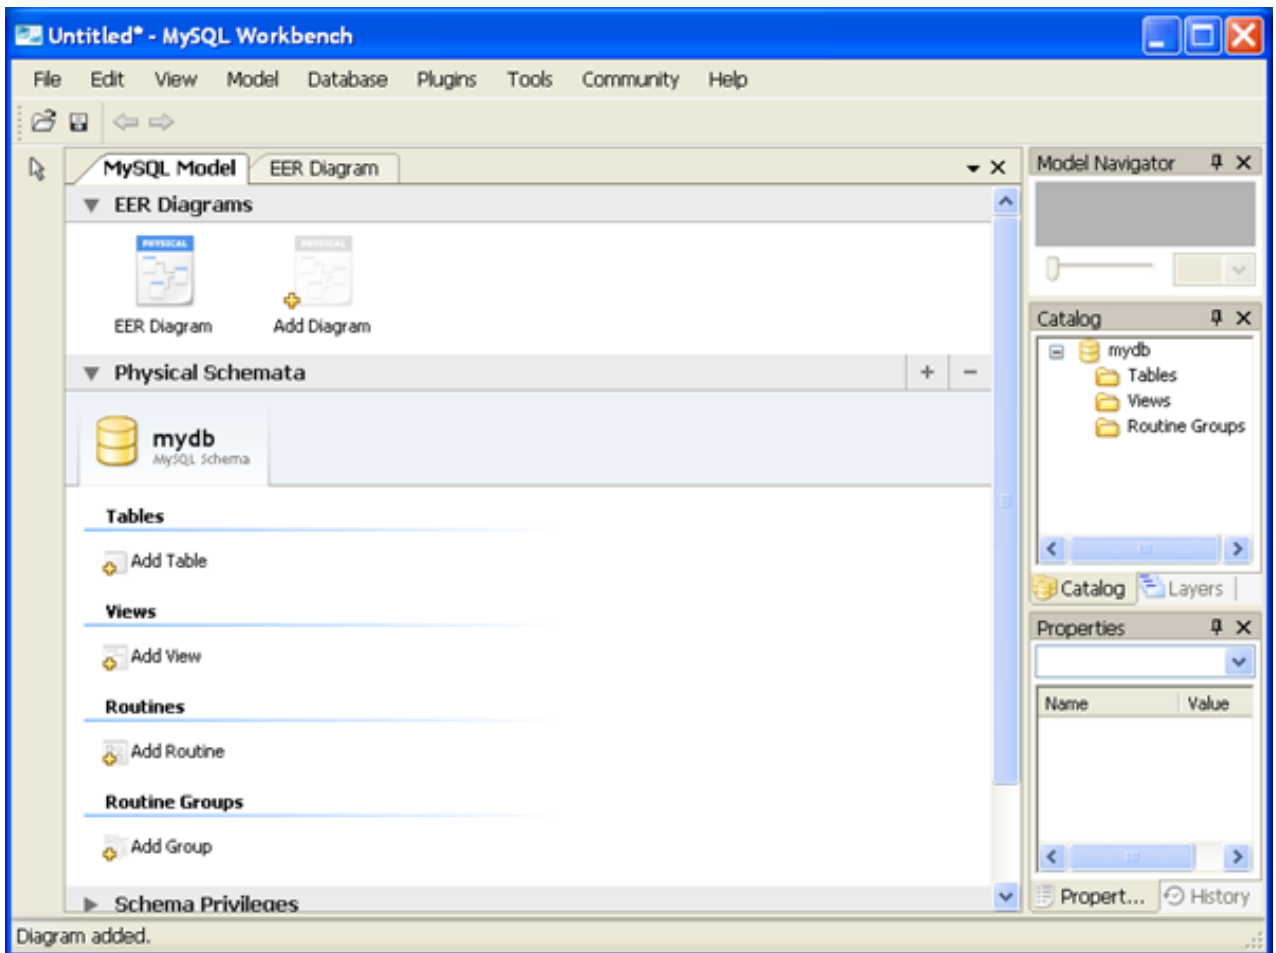 Untitled* - MySQL Workbench
File Edit View Model Database Plugins Tools Community Help
MySQL Model EER Diagram
EER Diagrams
PHYSICAL PHYSICAL
EER Diagram Add Diagram
Physical Schemata + -
mydb
MySQL Schema
Tables
Add Table
Views
Add View
Routines
Add Routine
Routine Groups
Add Group
Schema Privileges
Model Navigator
Catalog
mydb
Tables
Views
Routine Groups
Catalog Layers
Properties
Name Value
Propert... History
Diagram added.